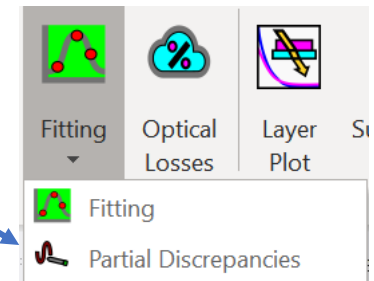 Fitting
Optical
Losses
Layer
Plot
Fitting
Partial Discrepancies